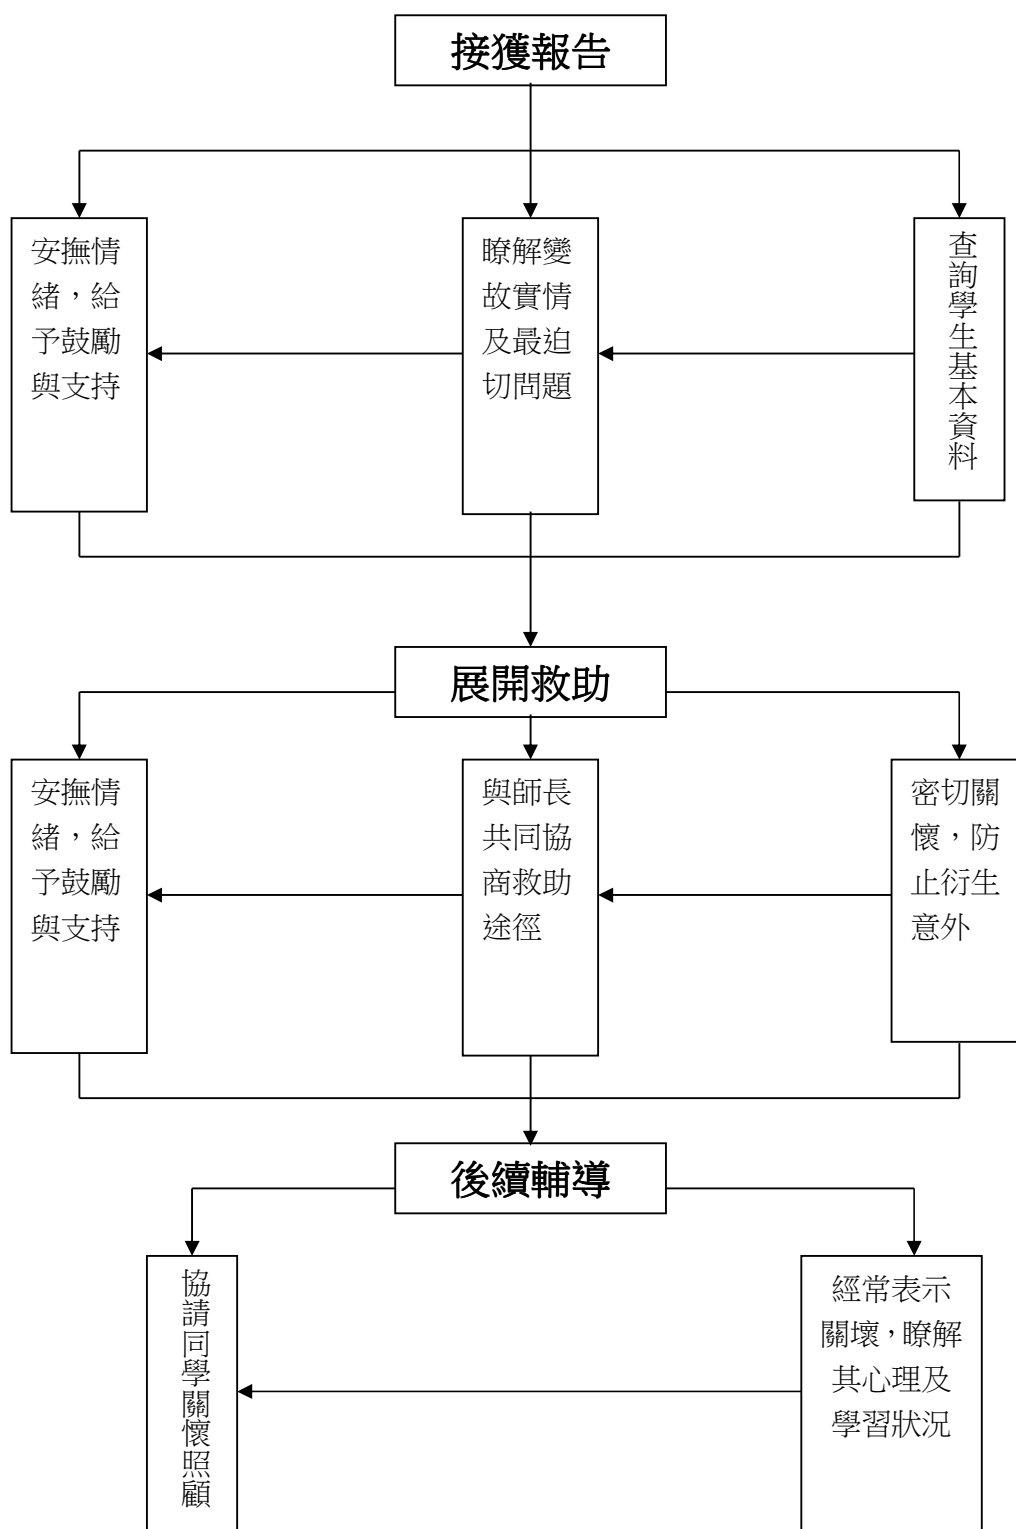 接獲報告
安撫情
緒，給
予鼓勵
與支持
瞭解變
故實情
及最迫
切問題
查詢學生基本資料
展開救助
安撫情
緒，給
予鼓勵
與支持
與師長
共同協
商救助
途徑
密切關
懷，防
止衍生
意外
後續輔導
協請同學關懷照顧
經常表示
關壞，瞭解
其心理及
學習狀況